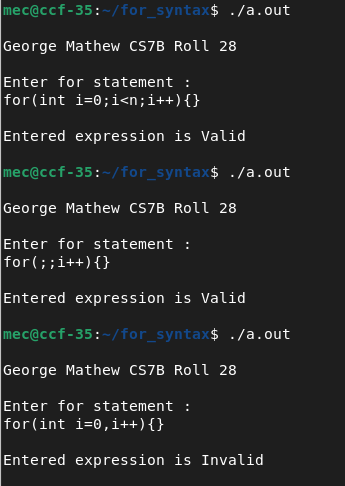 mec@ccf-35:~/for_syntax$ ./a.out
George Mathew CS7B Roll 28
Enter for statement :
for(int i=0;i<n;i++){}
Entered expression is Valid
mec@ccf-35:~/for_syntax$ ./a.out
George Mathew CS7B Roll 28
Enter for statement :
for(;;i++){}
Entered expression is Valid
mec@ccf-35:~/for_syntax$ ./a.out
George Mathew CS7B Roll 28
Enter for statement :
for(int i=0,i++){}
Entered expression is Invalid